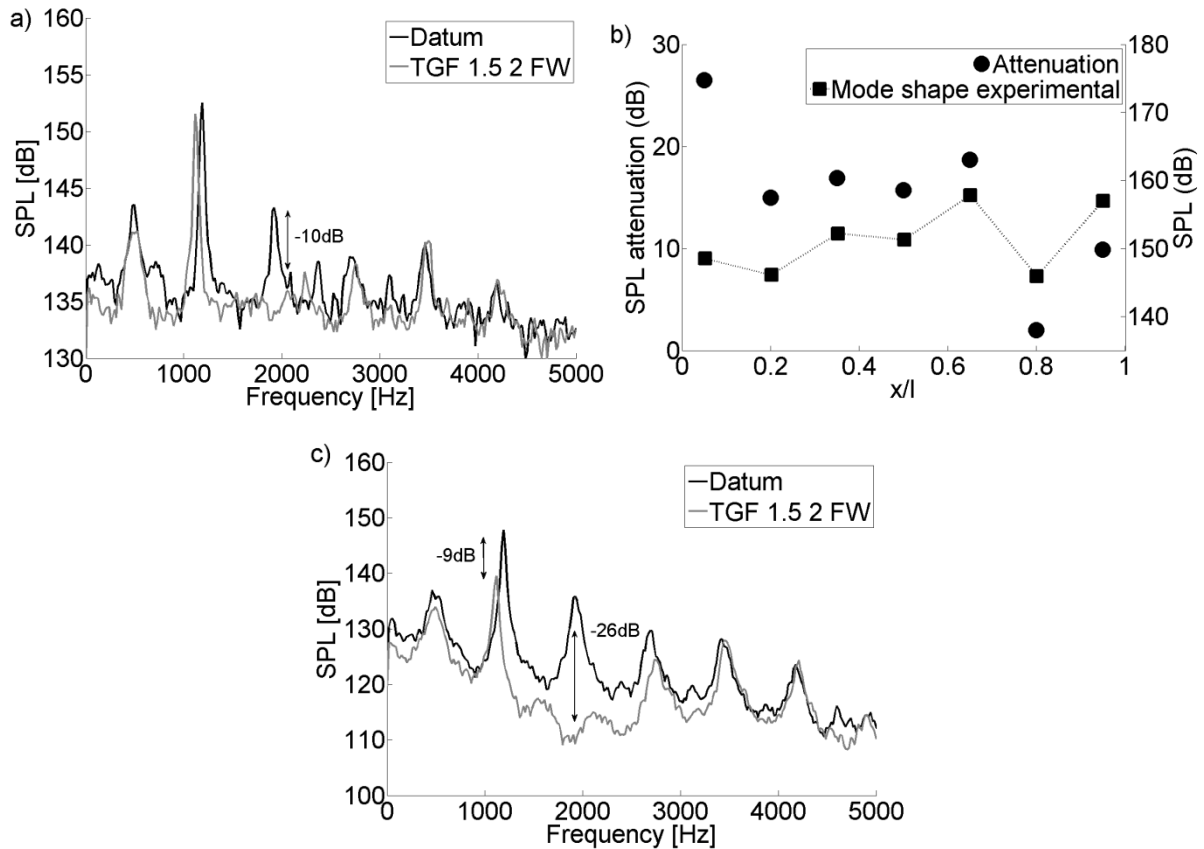 a)
SPL [dB]
160
155
150
145
140
135
130
Datum
TGF 1.5 2 FW
-10dB
0 1000 2000 3000 4000 5000
Frequency [Hz]
b)
SPL attenuation (dB)
30
20
10
0
Attenuation
Mode shape experimental
180
170
160
150
140
SPL (dB)
0 0.2 0.4 0.6 0.8 1
x/l
c)
SPL [dB]
160
150
140
130
120
110
100
Datum
TGF 1.5 2 FW
-9dB
-26dB
0 1000 2000 3000 4000 5000
Frequency [Hz]